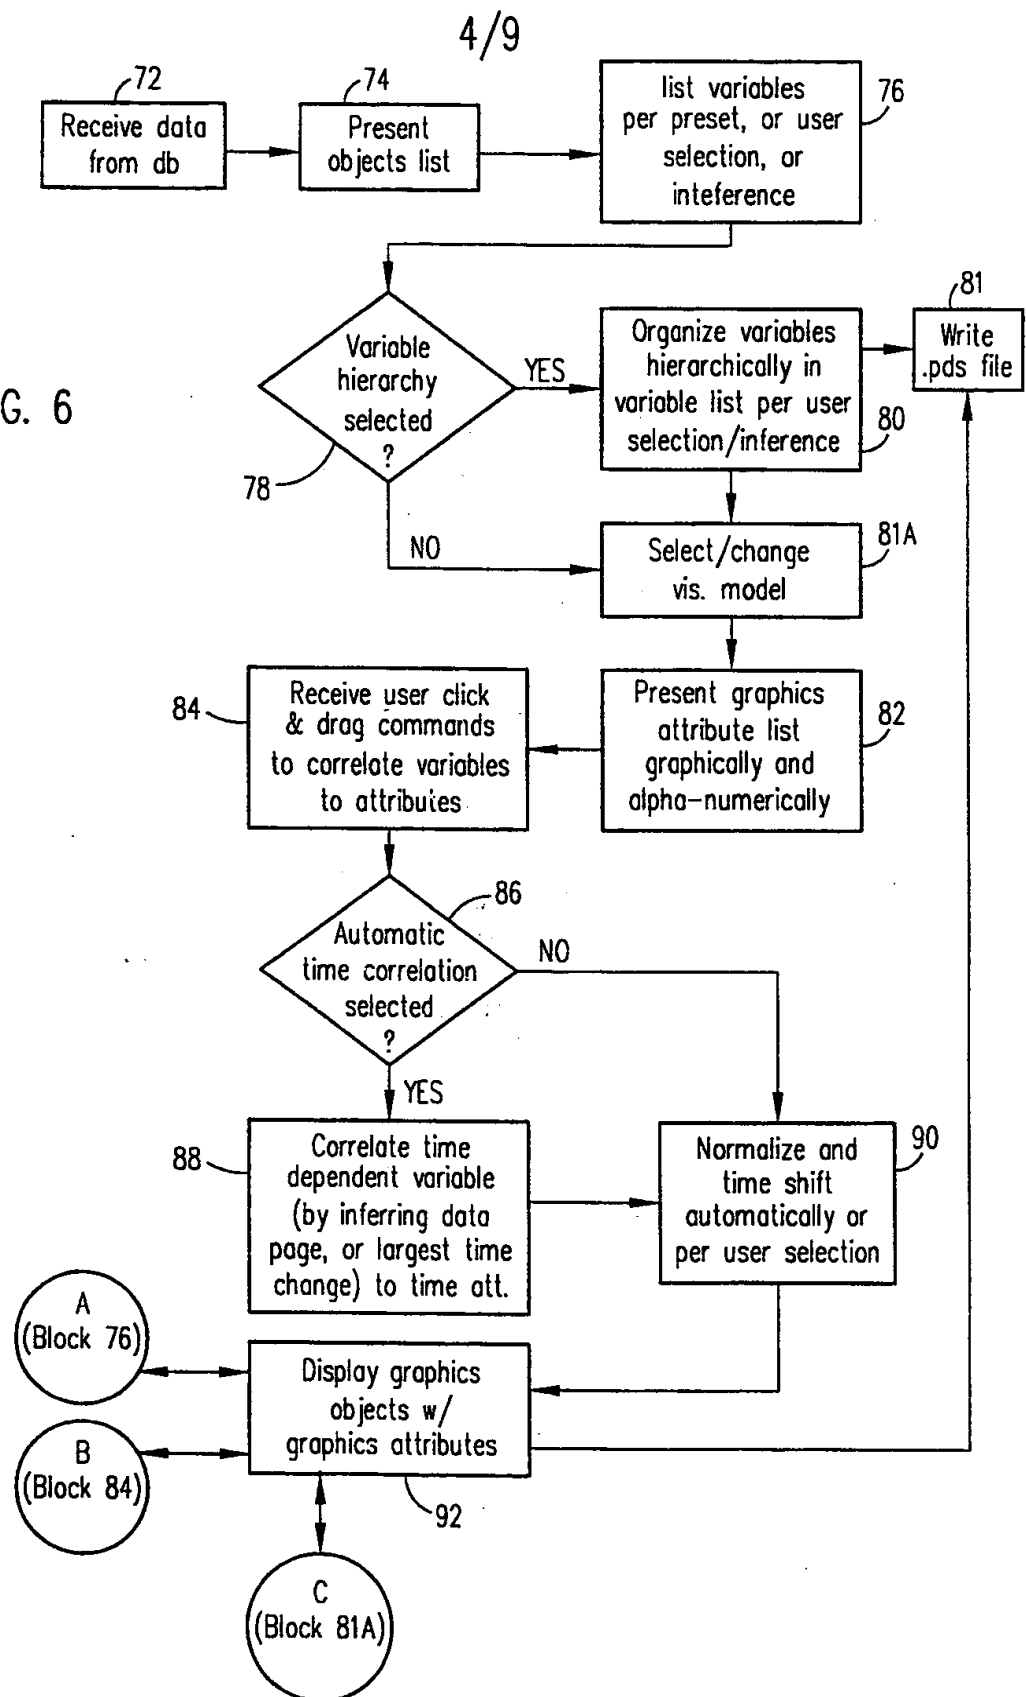 4/9
72
Receive data
from db
74
Present
objects list
76
list variables
per preset, or user
selection, or
inteference
G. 6
Variable
hierarchy
selected
?
78
YES
NO
Organize variables
hierarchically in
variable list per user
selection/inference
80
81
Write
.pds file
81A
Select/change
vis. model
Present graphics
attribute list
graphically and
alpha-numerically
82
84
Receive user click
& drag commands
to correlate variables
to attributes
86
Automatic
time correlation
selected
?
NO
YES
88
Correlate time
dependent variable
(by inferring data
page, or largest time
change) to time att.
90
Normalize and
time shift
automatically or
per user selection
A
(Block 76)
B
(Block 84)
Display graphics
objects w/
graphics attributes
92
C
(Block 81A)